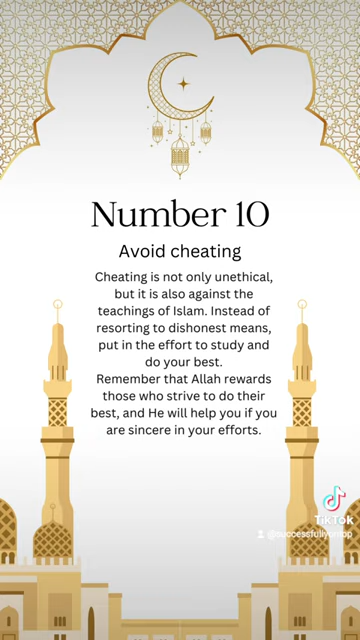 Number 10
Avoid cheating
Cheating is not only unethical,
but it is also against the
teachings of Islam. Instead of
resorting to dishonest means,
put in the effort to study and
do your best.
Remember that Allah rewards
those who strive to do their
best, and He will help you if you
are sincere in your efforts.
TikTok